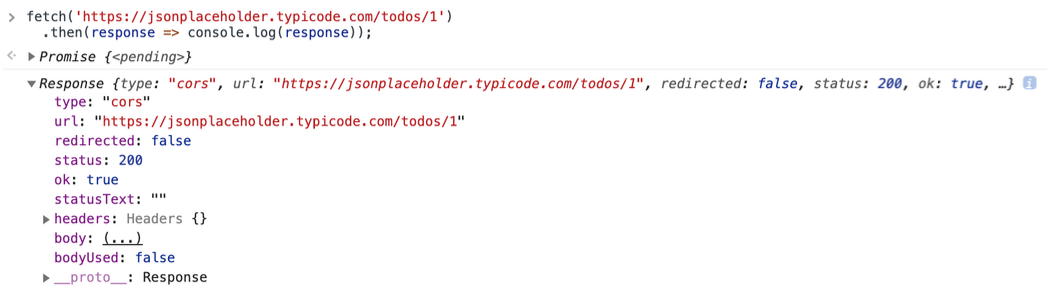 > fetch('https://jsonplaceholder.typicode.com/todos/1')
.then(response => console.log(response));
Promise {<pending>}
Response {type: "cors", url: "https://jsonplaceholder.typicode.com/todos/1", redirected: false, status: 200, ok: true, …}
type: "cors"
url: "https://jsonplaceholder.typicode.com/todos/1"
redirected: false
status: 200
ok: true
statusText: ""
headers: Headers {}
body: (...)
bodyUsed: false
__proto__: Response